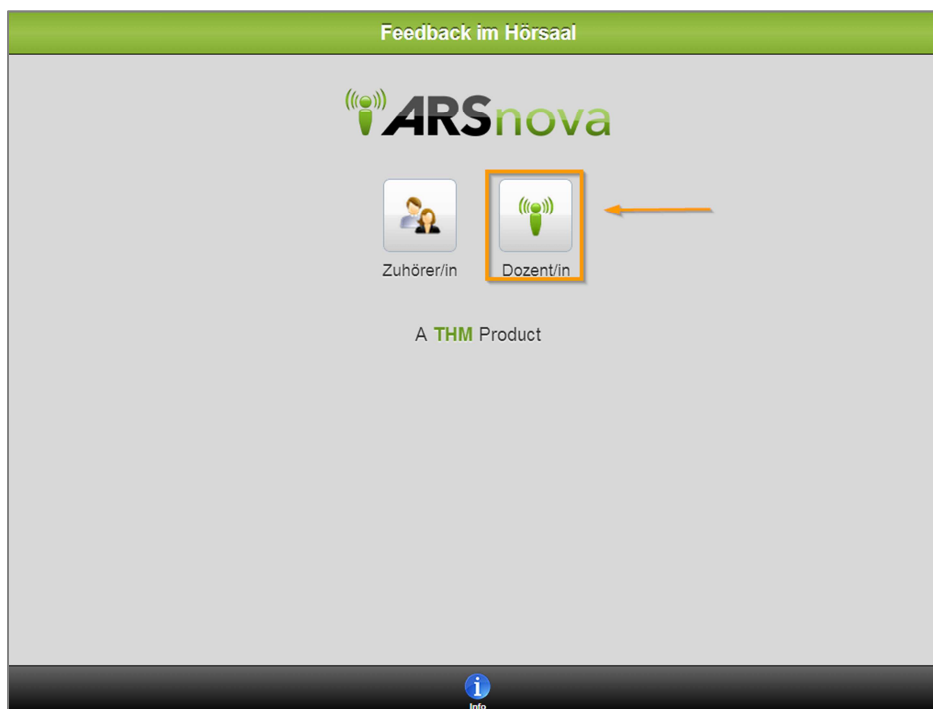 Feedback im Hörsaal
ARSnova
Zuhörer/in Dozent/in
A THM Product
Info